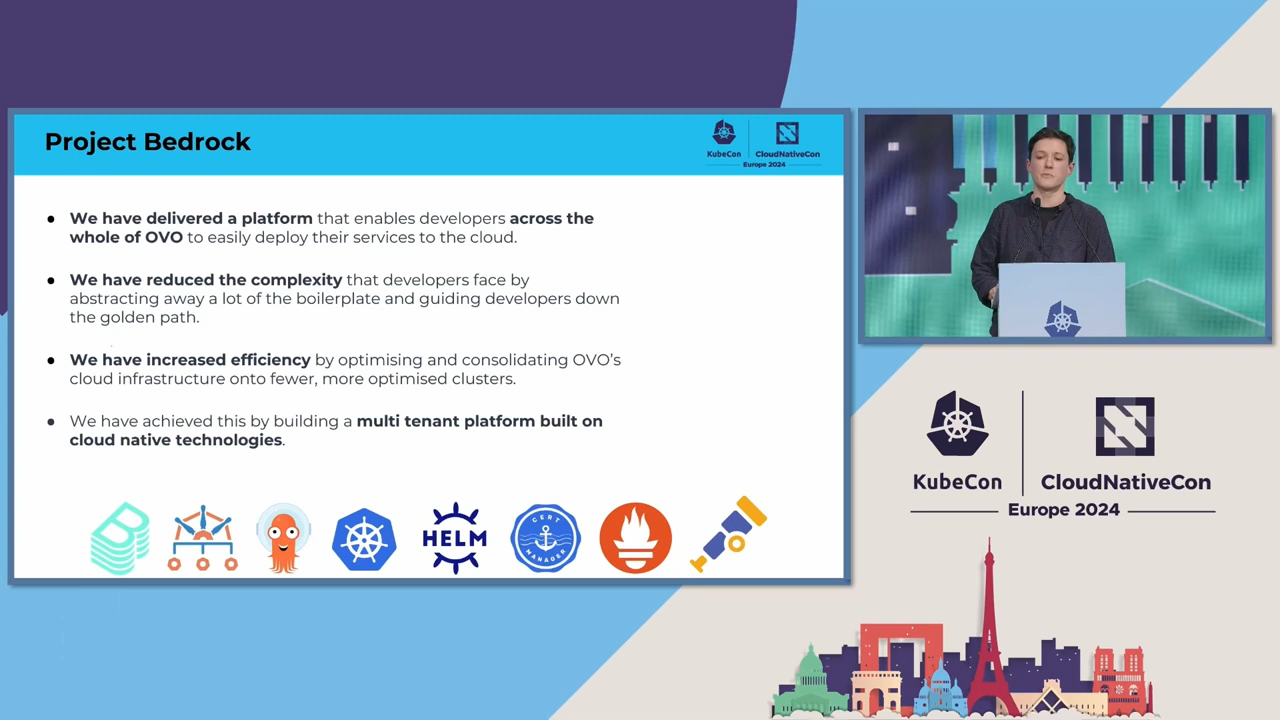 Project Bedrock
KubeCon
CloudNativeCon
Europe 2024
We have delivered a platform that enables developers across the
whole of OVO to easily deploy their services to the cloud.
We have reduced the complexity that developers face by
abstracting away a lot of the boilerplate and guiding developers down
the golden path.
We have increased efficiency by optimising and consolidating OVO's
cloud infrastructure onto fewer, more optimised clusters.
We have achieved this by building a multi tenant platform built on
cloud native technologies.
HELM
CERT
MANAGER
KubeCon
CloudNativeCon
Europe 2024